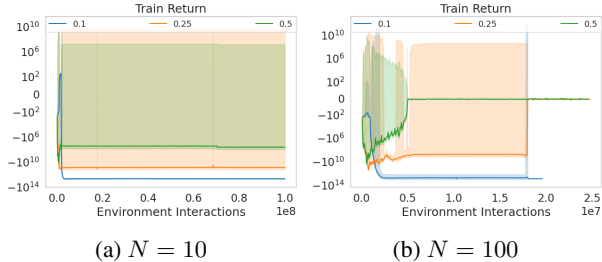 Train Return
0.1 0.25 0.5
10^10
10^6
10^2
0
−10^2
−10^6
−10^10
−10^14
0.0 0.2 0.4 0.6 0.8 1.0
1e8
Environment Interactions
(a) N = 10
Train Return
0.1 0.25 0.5
10^10
10^6
10^2
0
−10^2
−10^6
−10^10
−10^14
0.0 0.5 1.0 1.5 2.0 2.5
1e7
Environment Interactions
(b) N = 100